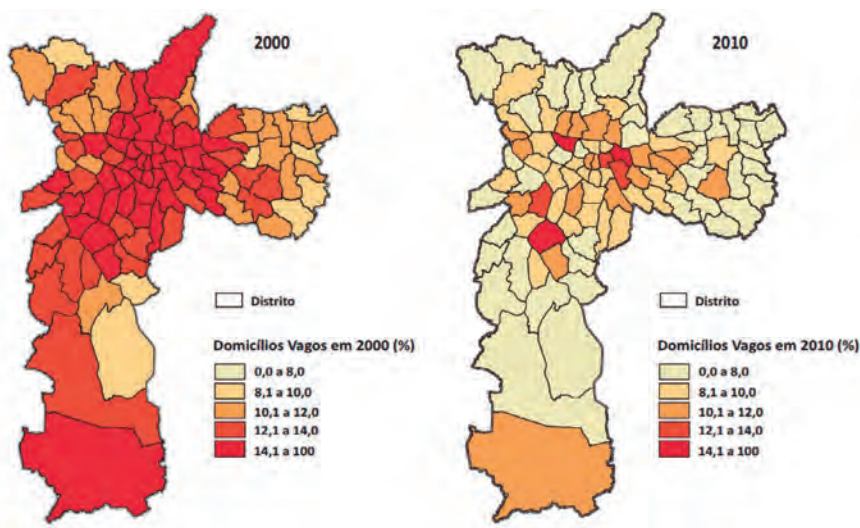 2000
Distrito
Domicílios Vagos em 2000 (%)
0,0 a 8,0
8,1 a 10,0
10,1 a 12,0
12,1 a 14,0
14,1 a 100
2010
Distrito
Domicílios Vagos em 2010 (%)
0,0 a 8,0
8,1 a 10,0
10,1 a 12,0
12,1 a 14,0
14,1 a 100